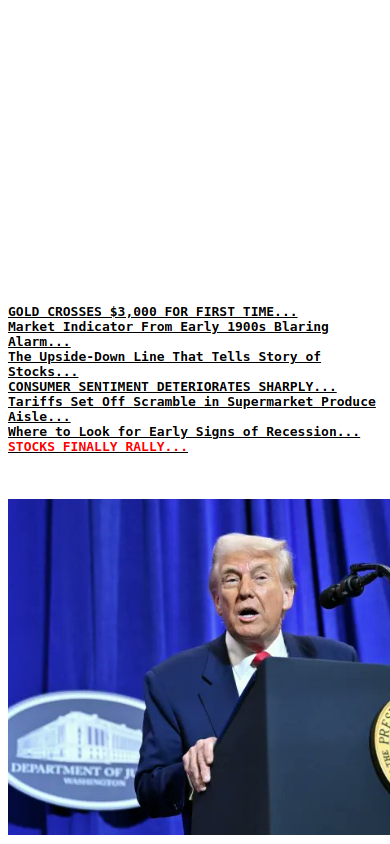 GOLD CROSSES $3,000 FOR FIRST TIME...
Market Indicator From Early 1900s Blaring
Alarm...
The Upside-Down Line That Tells Story of
Stocks...
CONSUMER SENTIMENT DETERIORATES SHARPLY...
Tariffs Set Off Scramble in Supermarket Produce
Aisle...
Where to Look for Early Signs of Recession...
STOCKS FINALLY RALLY...
DEPARTMENT OF JU
WASHINGTON
THE PRES